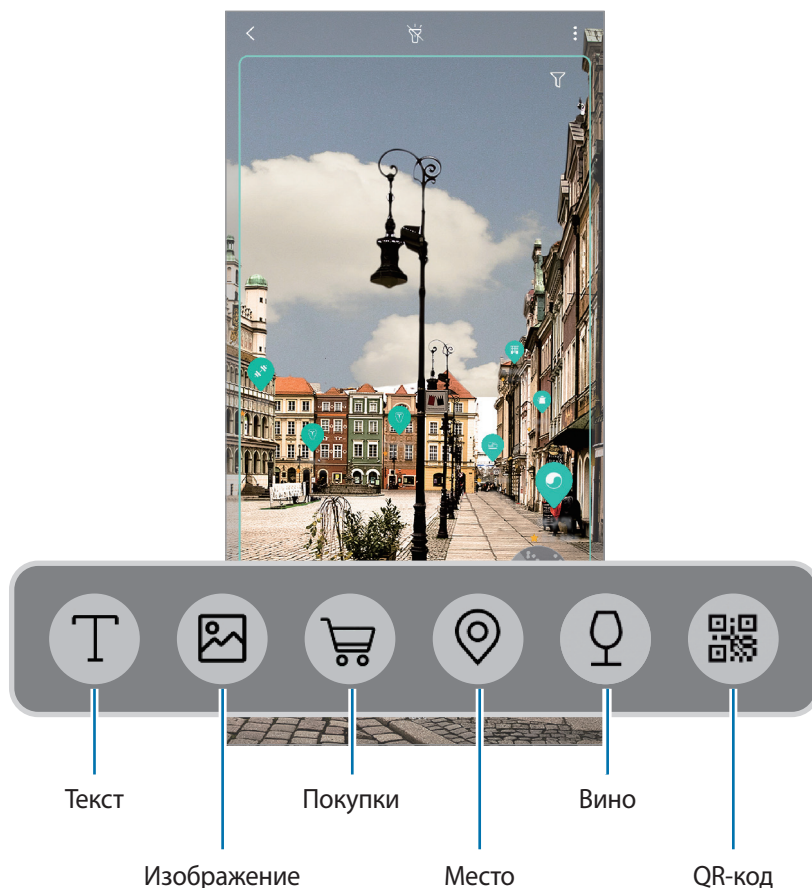 Текст
Покупки
Вино
Изображение
Место
QR-код